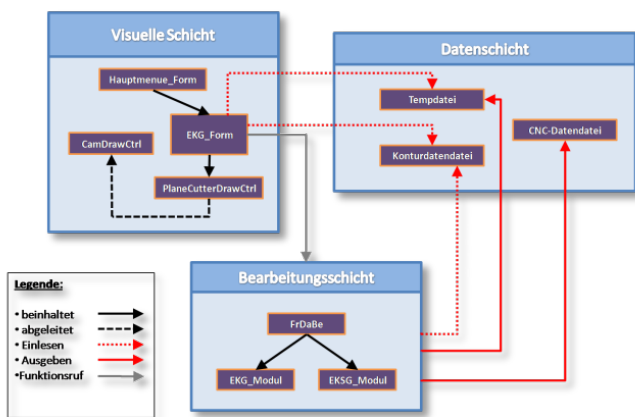 Visuelle Schicht
Hauptmenue_Form
EKG_Form
CamDrawCtrl
PlaneCutterDrawCtrl
Datenschicht
Tempdatei
CNC-Datendatei
Konturdatendatei
Bearbeitungsschicht
FrDaBe
EKG_Modul
EKSG_Modul
Legende:
• beinhaltet
• abgeleitet
• Einlesen
• Ausgeben
•Funktionsruf